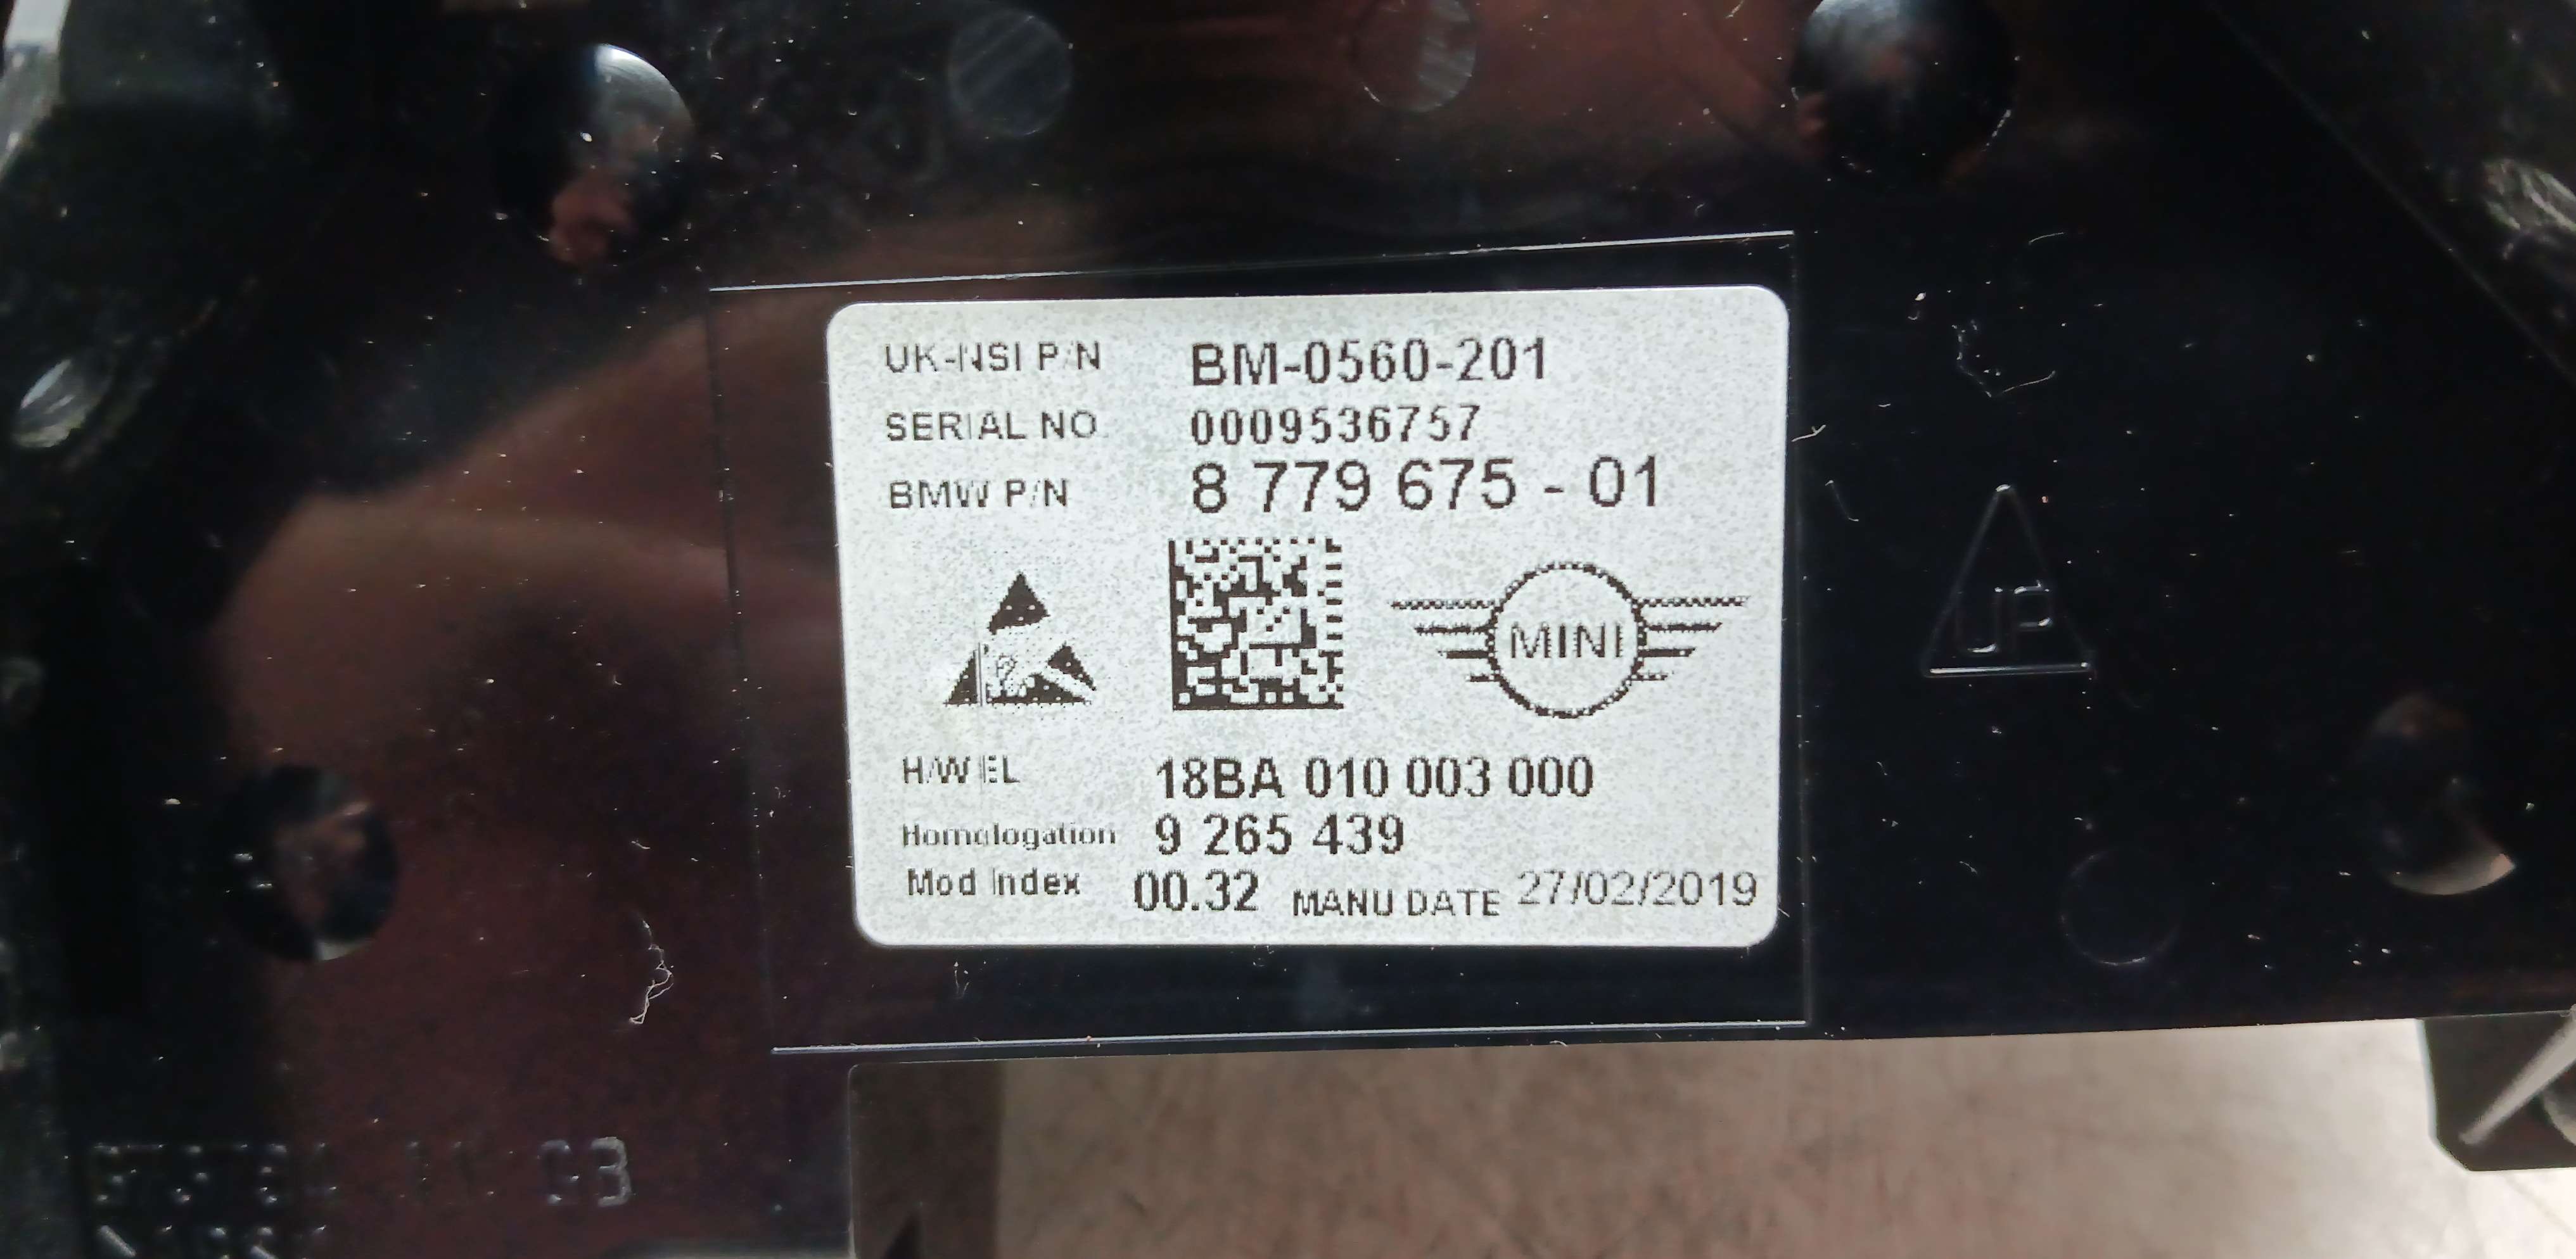 UK-NSI P/N BM-0560-201
SERIAL NO. 0009536757
BMW P/N 8 779 675 - 01
MINI
UP
H/W EL 18BA 010 003 000
Homologation 9 265 439
Mod Index 00.32 MANU DATE 27/02/2019